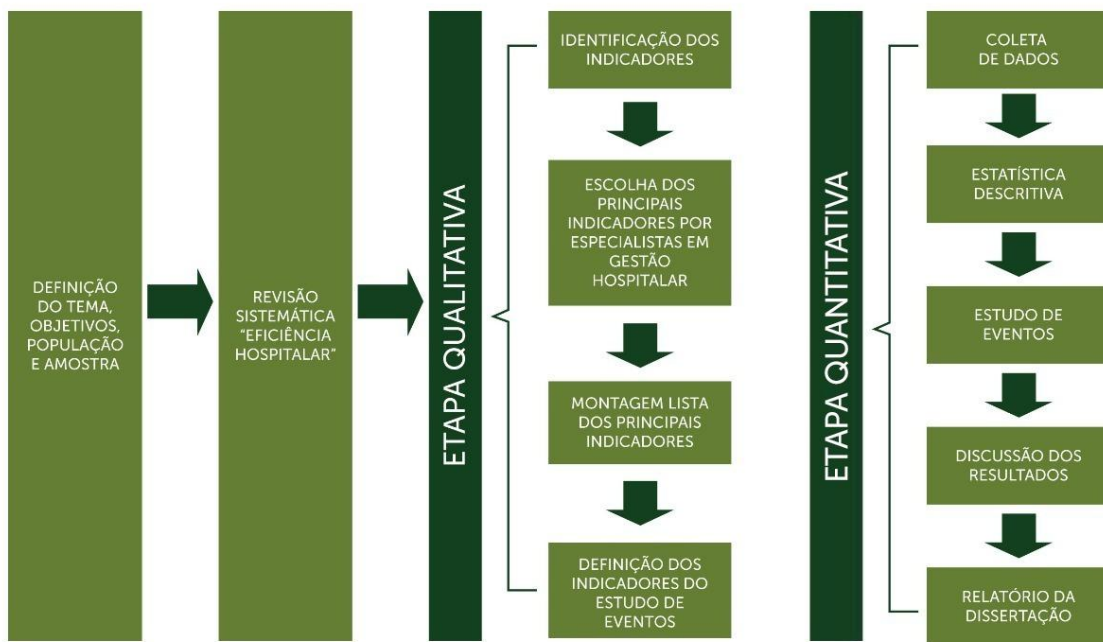 DEFINIÇÃO
DO TEMA,
OBJETIVOS,
POPULAÇÃO
E AMOSTRA
REVISÃO
SISTEMÁTICA
“EFICIÊNCIA
HOSPITALAR”
ETAPA QUALITATIVA
IDENTIFICAÇÃO DOS
INDICADORES
ESCOLHA DOS
PRINCIPAIS
INDICADORES POR
ESPECIALISTAS EM
GESTÃO
HOSPITALAR
MONTAGEM LISTA
DOS PRINCIPAIS
INDICADORES
DEFINIÇÃO DOS
INDICADORES DO
ESTUDO DE
EVENTOS
ETAPA QUANTITATIVA
COLETA
DE DADOS
ESTATÍSTICA
DESCRITIVA
ESTUDO DE
EVENTOS
DISCUSSÃO DOS
RESULTADOS
RELATÓRIO DA
DISSERTAÇÃO